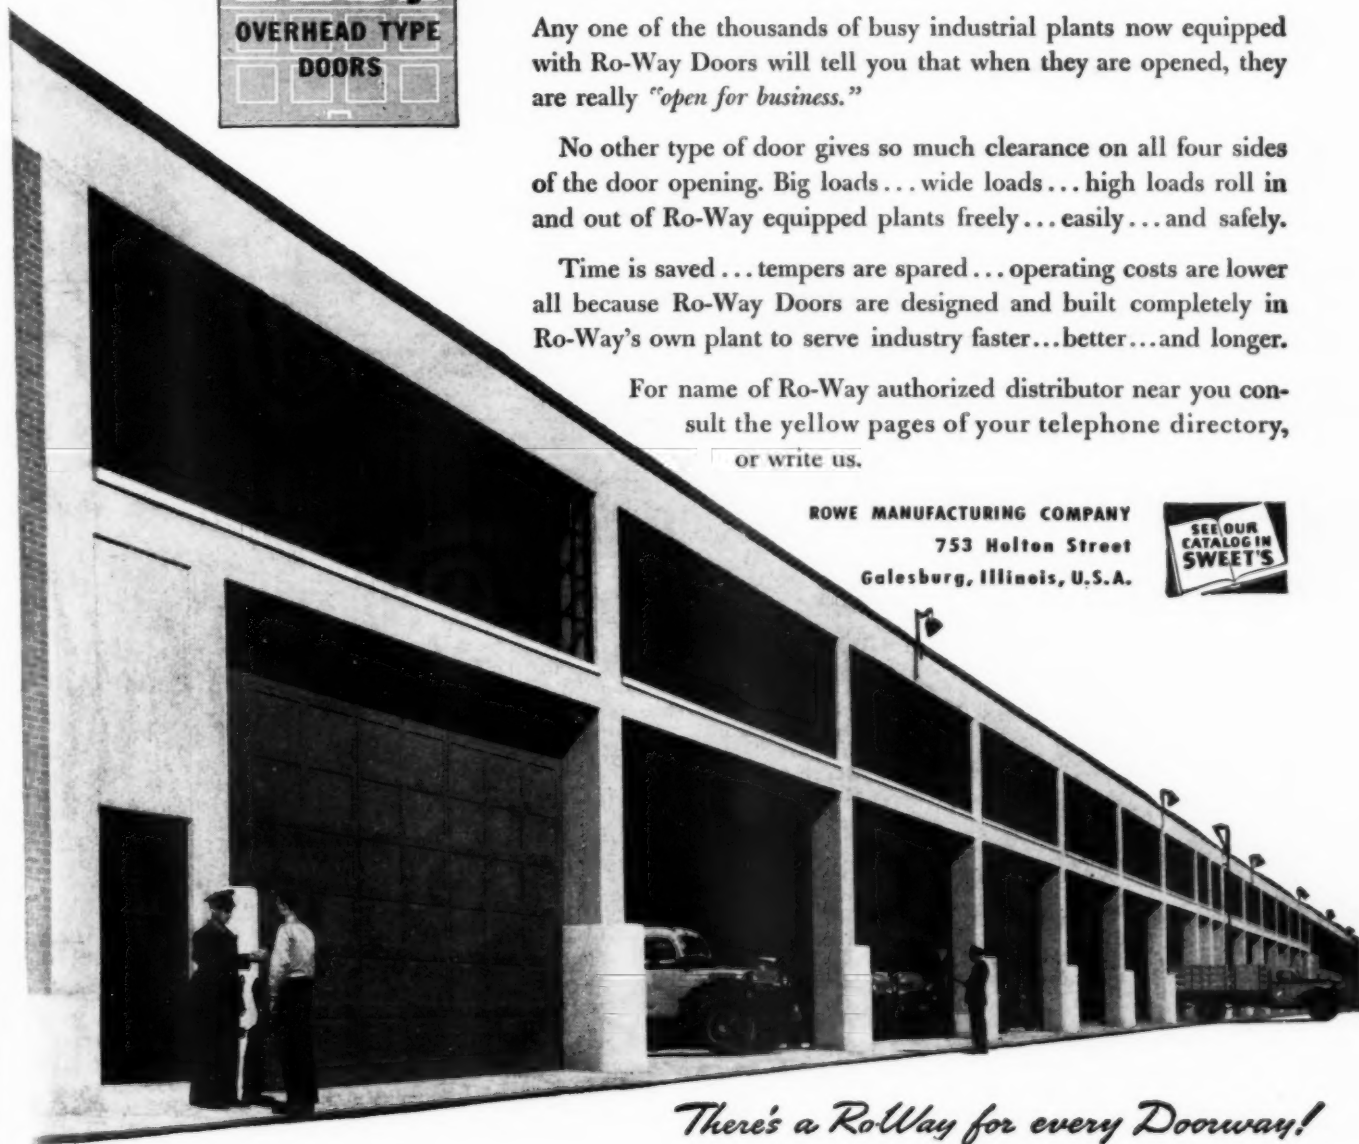 OVERHEAD TYPE
DOORS
Any one of the thousands of busy industrial plants now equipped
with Ro-Way Doors will tell you that when they are opened, they
are really "open for business."
No other type of door gives so much clearance on all four sides
of the door opening. Big loads...wide loads...high loads roll in
and out of Ro-Way equipped plants freely...easily...and safely.
Time is saved...tempers are spared...operating costs are lower
all because Ro-Way Doors are designed and built completely in
Ro-Way's own plant to serve industry faster...better...and longer.
For name of Ro-Way authorized distributor near you con-
sult the yellow pages of your telephone directory,
or write us.
ROWE MANUFACTURING COMPANY
753 Holton Street
Galesburg, Illinois, U.S.A.
SEE OUR
CATALOG IN
SWEET'S
There's a Ro-Way for every Doorway!